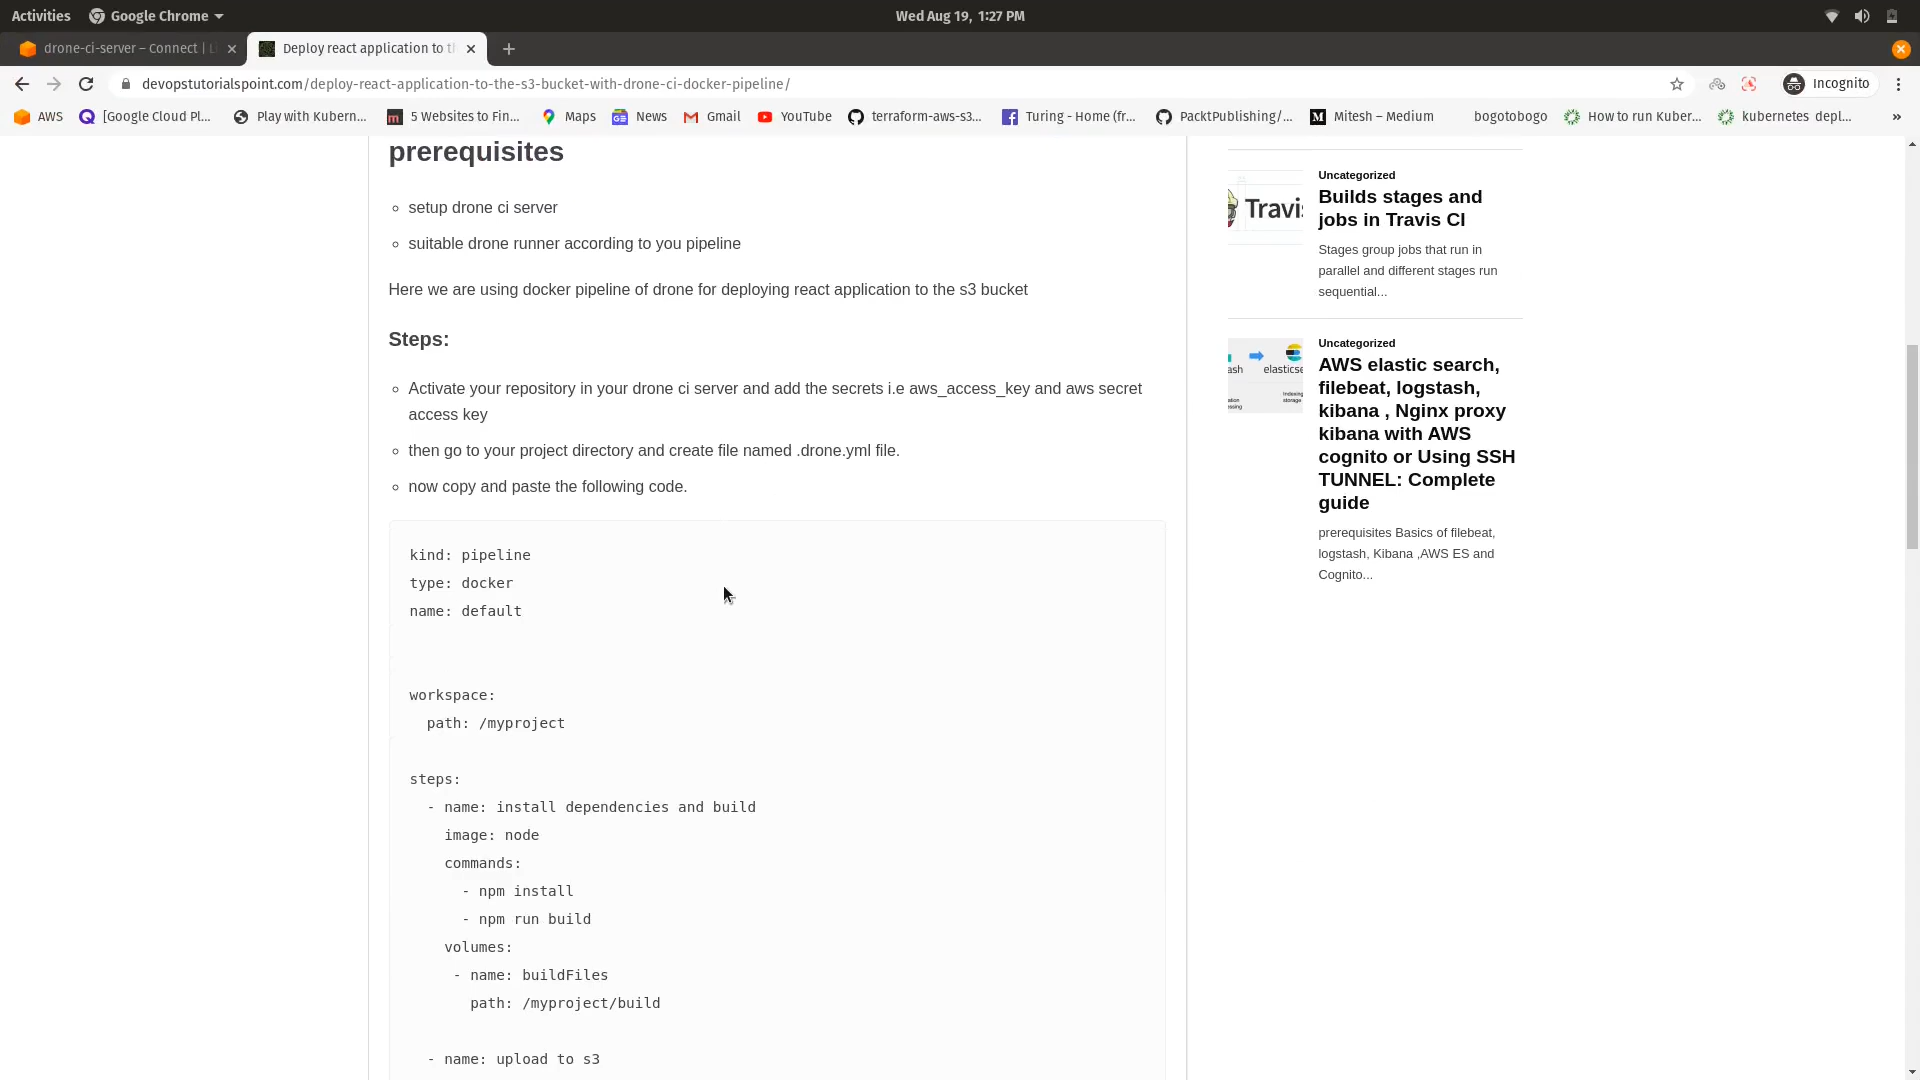 Activities
Google Chrome
Wed Aug 19, 1:27 PM
drone-ci-server – Connect | Li
Deploy react application to th
devopstutorialspoint.com/deploy-react-application-to-the-s3-bucket-with-drone-ci-docker-pipeline/
Incognito
AWS
[Google Cloud Pl...
Play with Kubern...
5 Websites to Fin...
Maps
News
Gmail
YouTube
terraform-aws-s3...
Turing - Home (fr...
PacktPublishing/...
Mitesh – Medium
bogotobogo
How to run Kuber...
kubernetes depl...
»
prerequisites
setup drone ci server
suitable drone runner according to you pipeline
Here we are using docker pipeline of drone for deploying react application to the s3 bucket
Steps:
Activate your repository in your drone ci server and add the secrets i.e aws_access_key and aws secret
access key
then go to your project directory and create file named .drone.yml file.
now copy and paste the following code.
kind: pipeline
type: docker
name: default
workspace:
  path: /myproject
steps:
  - name: install dependencies and build
    image: node
    commands:
      - npm install
      - npm run build
    volumes:
     - name: buildFiles
       path: /myproject/build
  - name: upload to s3
Travis
Uncategorized
Builds stages and
jobs in Travis CI
Stages group jobs that run in
parallel and different stages run
sequential...
ash
elasticse
Indexing
storage
Uncategorized
AWS elastic search,
filebeat, logstash,
kibana , Nginx proxy
kibana with AWS
cognito or Using SSH
TUNNEL: Complete
guide
prerequisites Basics of filebeat,
logstash, Kibana ,AWS ES and
Cognito...